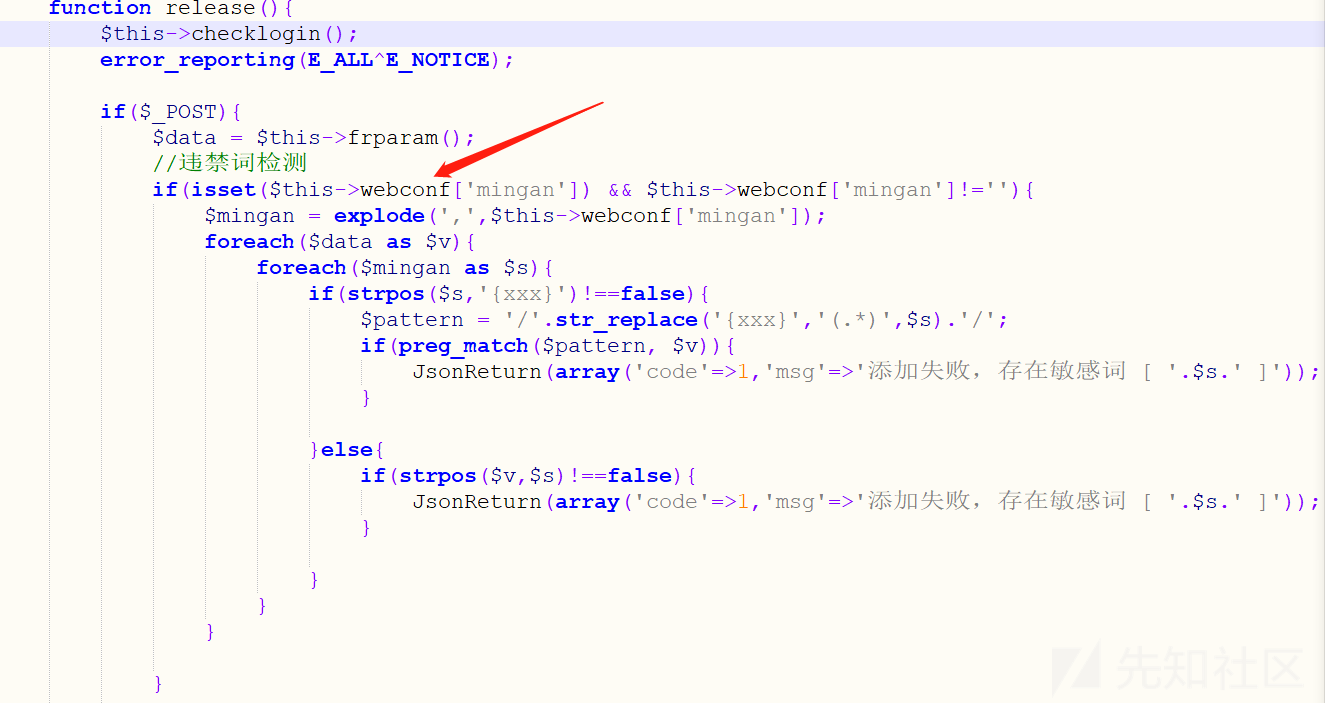 function release(){
$this->checklogin();
error_reporting(E_ALL^E_NOTICE);
if($_POST){
$data = $this->frparam();
//违禁词检测
if(isset($this->webconf['mingan']) && $this->webconf['mingan']!=''){
$mingan = explode(',',$this->webconf['mingan']);
foreach($data as $v){
foreach($mingan as $s){
if(strpos($s,'{xxx}')!==false){
$pattern = '/'.str_replace('{xxx}','(.*)',$s).'/';
if(preg_match($pattern, $v)){
JsonReturn(array('code'=>1,'msg'=>'添加失败，存在敏感词 [ '.$s.' ]'));
}
}else{
if(strpos($v,$s)!==false){
JsonReturn(array('code'=>1,'msg'=>'添加失败，存在敏感词 [ '.$s.' ]'));
}
}
}
}
}
先知社区